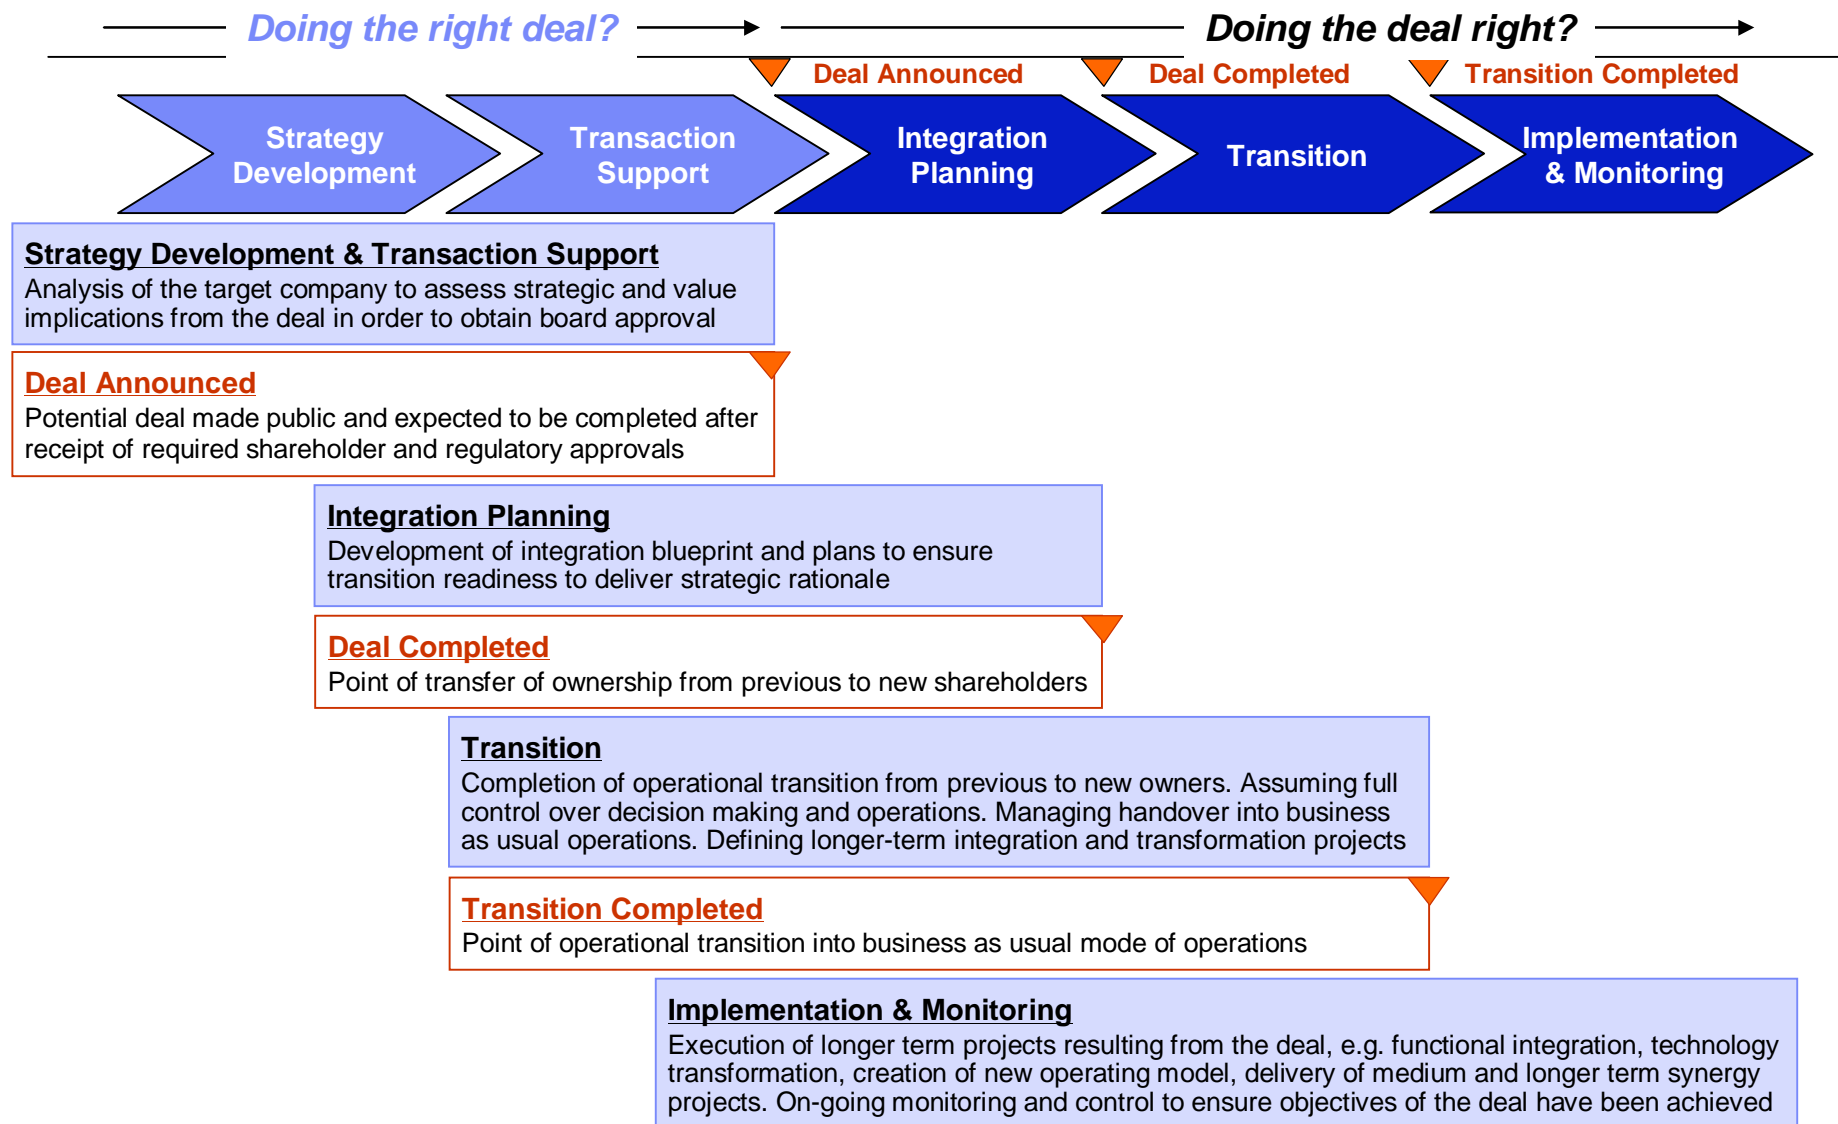 Doing the right deal?
Doing the deal right?
Deal Announced
Deal Completed
Transition Completed
Strategy
Development
Transaction
Support
Integration
Planning
Transition
Implementation
& Monitoring
Strategy Development & Transaction Support
Analysis of the target company to assess strategic and value
implications from the deal in order to obtain board approval
Deal Announced
Potential deal made public and expected to be completed after
receipt of required shareholder and regulatory approvals
Integration Planning
Development of integration blueprint and plans to ensure
transition readiness to deliver strategic rationale
Deal Completed
Point of transfer of ownership from previous to new shareholders
Transition
Completion of operational transition from previous to new owners. Assuming full
control over decision making and operations. Managing handover into business
as usual operations. Defining longer-term integration and transformation projects
Transition Completed
Point of operational transition into business as usual mode of operations
Implementation & Monitoring
Execution of longer term projects resulting from the deal, e.g. functional integration, technology
transformation, creation of new operating model, delivery of medium and longer term synergy
projects. On-going monitoring and control to ensure objectives of the deal have been achieved